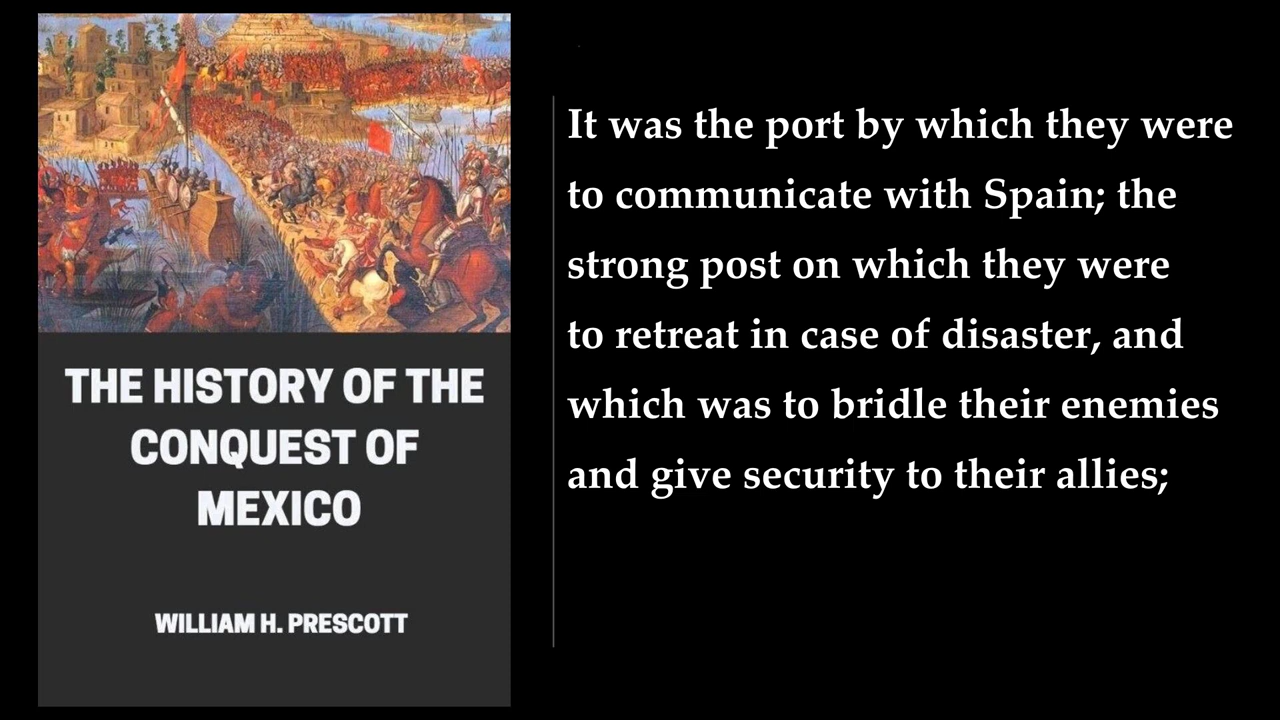 THE HISTORY OF THE
CONQUEST OF
MEXICO
WILLIAM H. PRESCOTT
It was the port by which they were
to communicate with Spain; the
strong post on which they were
to retreat in case of disaster, and
which was to bridle their enemies
and give security to their allies;